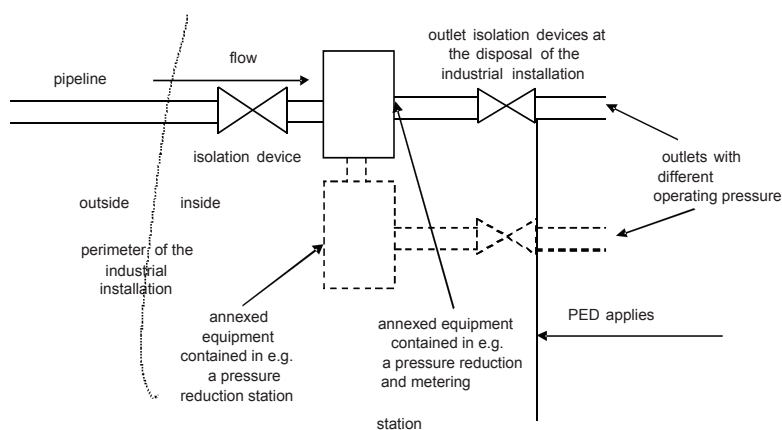 outlet isolation devices at
the disposal of the
industrial installation
flow
pipeline
isolation device
outlets with
different
operating pressure
outside
inside
perimeter of the
industrial
installation
annexed
equipment
contained in e.g.
a pressure
reduction station
annexed equipment
contained in e.g.
a pressure reduction
and metering
station
PED applies